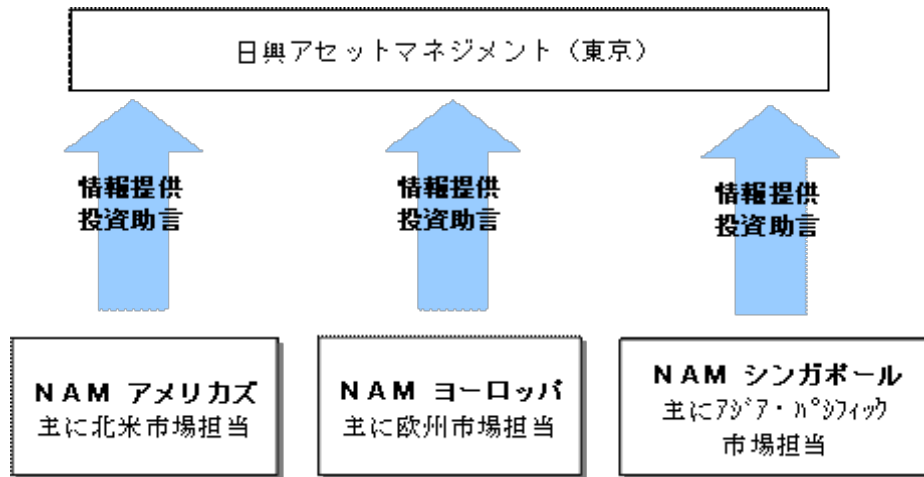 日興アセットマネジメント（東京）
情報提供
投資助言
情報提供
投資助言
情報提供
投資助言
ＮＡＭ アメリカズ
主に北米市場担当
ＮＡＭ ヨーロッパ
主に欧州市場担当
ＮＡＭ シンガポール
主にｱｼﾞｱ・ﾊﾟｼﾌｨｯｸ
市場担当